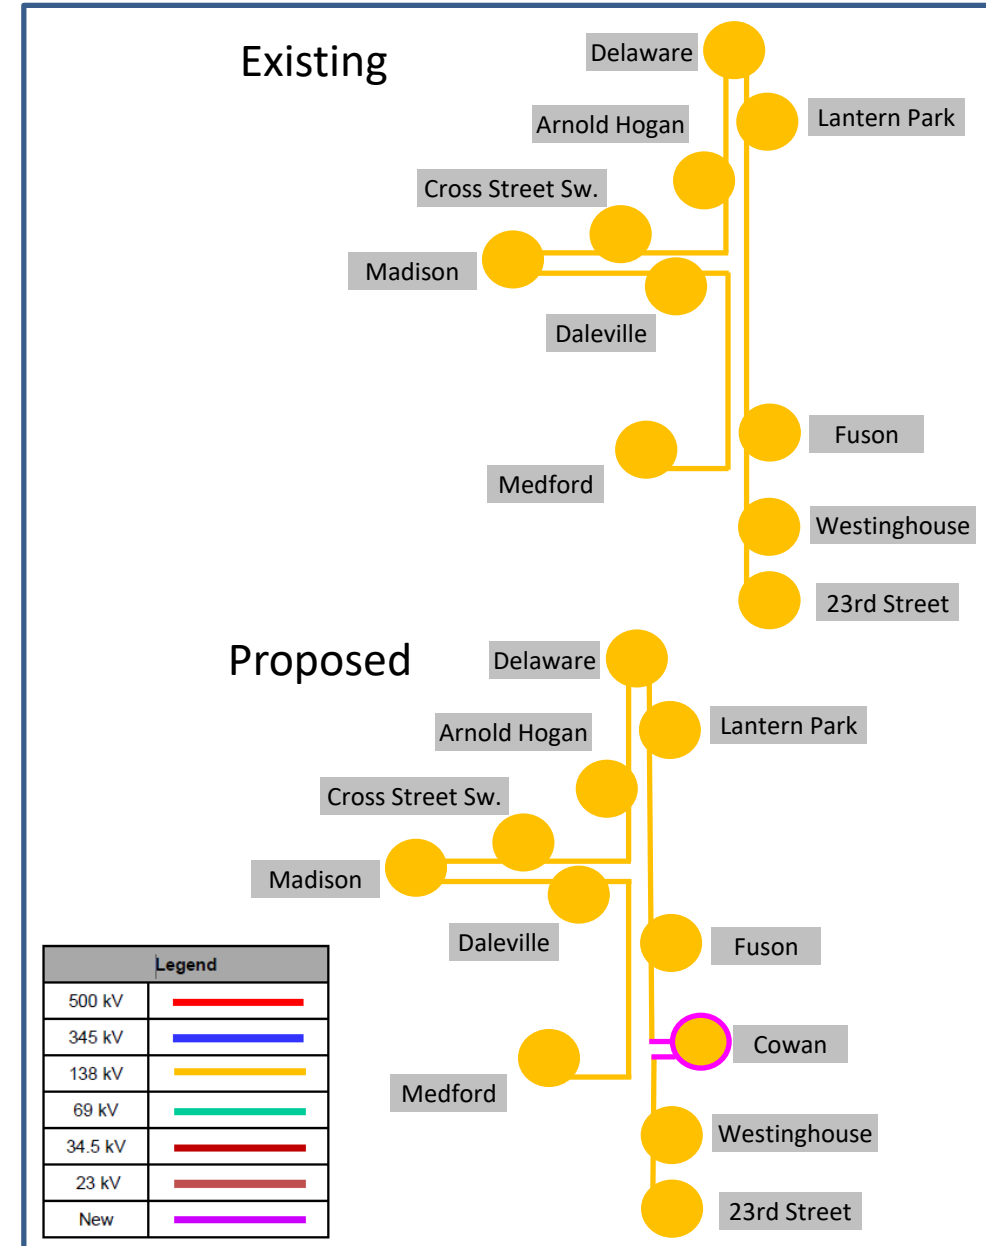 Existing
Delaware
Lantern Park
Arnold Hogan
Cross Street Sw.
Madison
Daleville
Fuson
Medford
Westinghouse
23rd Street
Proposed
Delaware
Lantern Park
Arnold Hogan
Cross Street Sw.
Madison
Daleville
Fuson
Cowan
Medford
Westinghouse
23rd Street
Legend
500 kV
345 kV
138 kV
69 kV
34.5 kV
23 kV
New